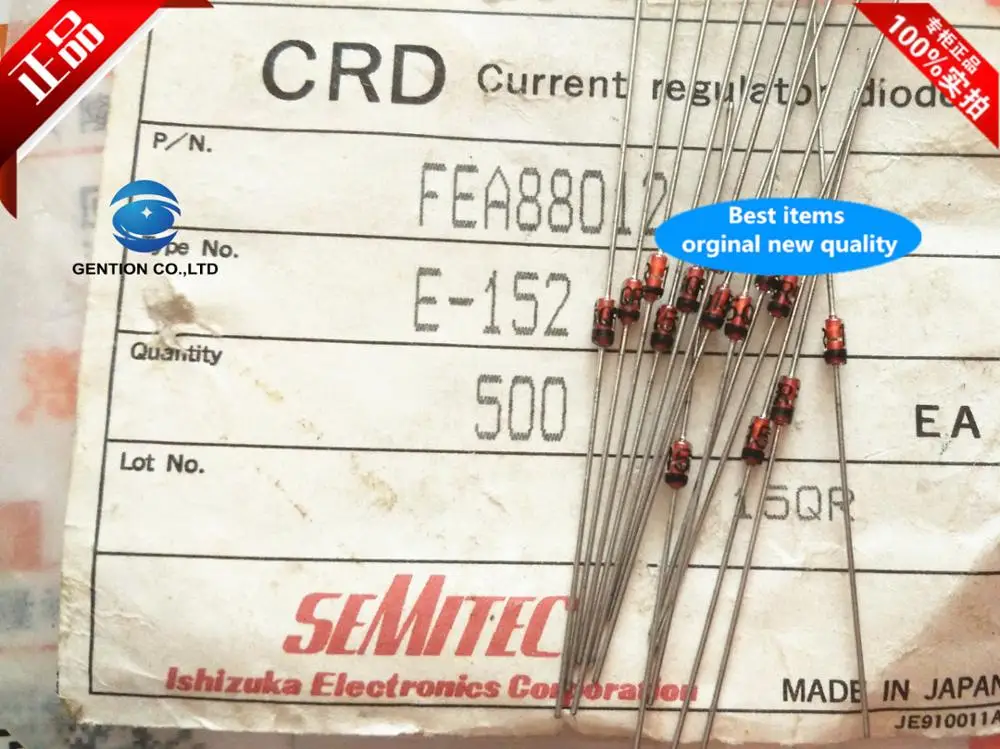 正品
专柜正品
100%实拍
CRD Current regulator diode
P/N.
FEA88012
Type No.
GENTION CO.,LTD
Best items
orginal new quality
E-152
Quantity
500
EA
Lot No.
15QR
SEMITEC
Ishizuka Electronics Corporation
MADE IN JAPAN
JE910011A